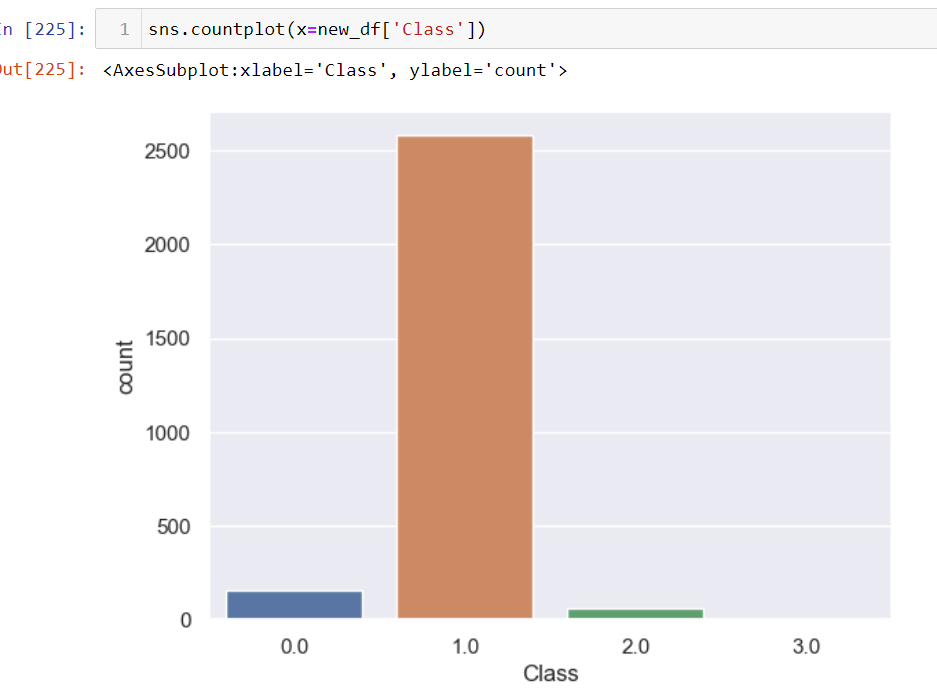 In [225]: 1 sns.countplot(x=new_df['Class'])
Out[225]: <AxesSubplot:xlabel='Class', ylabel='count'>
2500
2000
1500
1000
500
0
count
0.0 1.0 2.0 3.0
Class